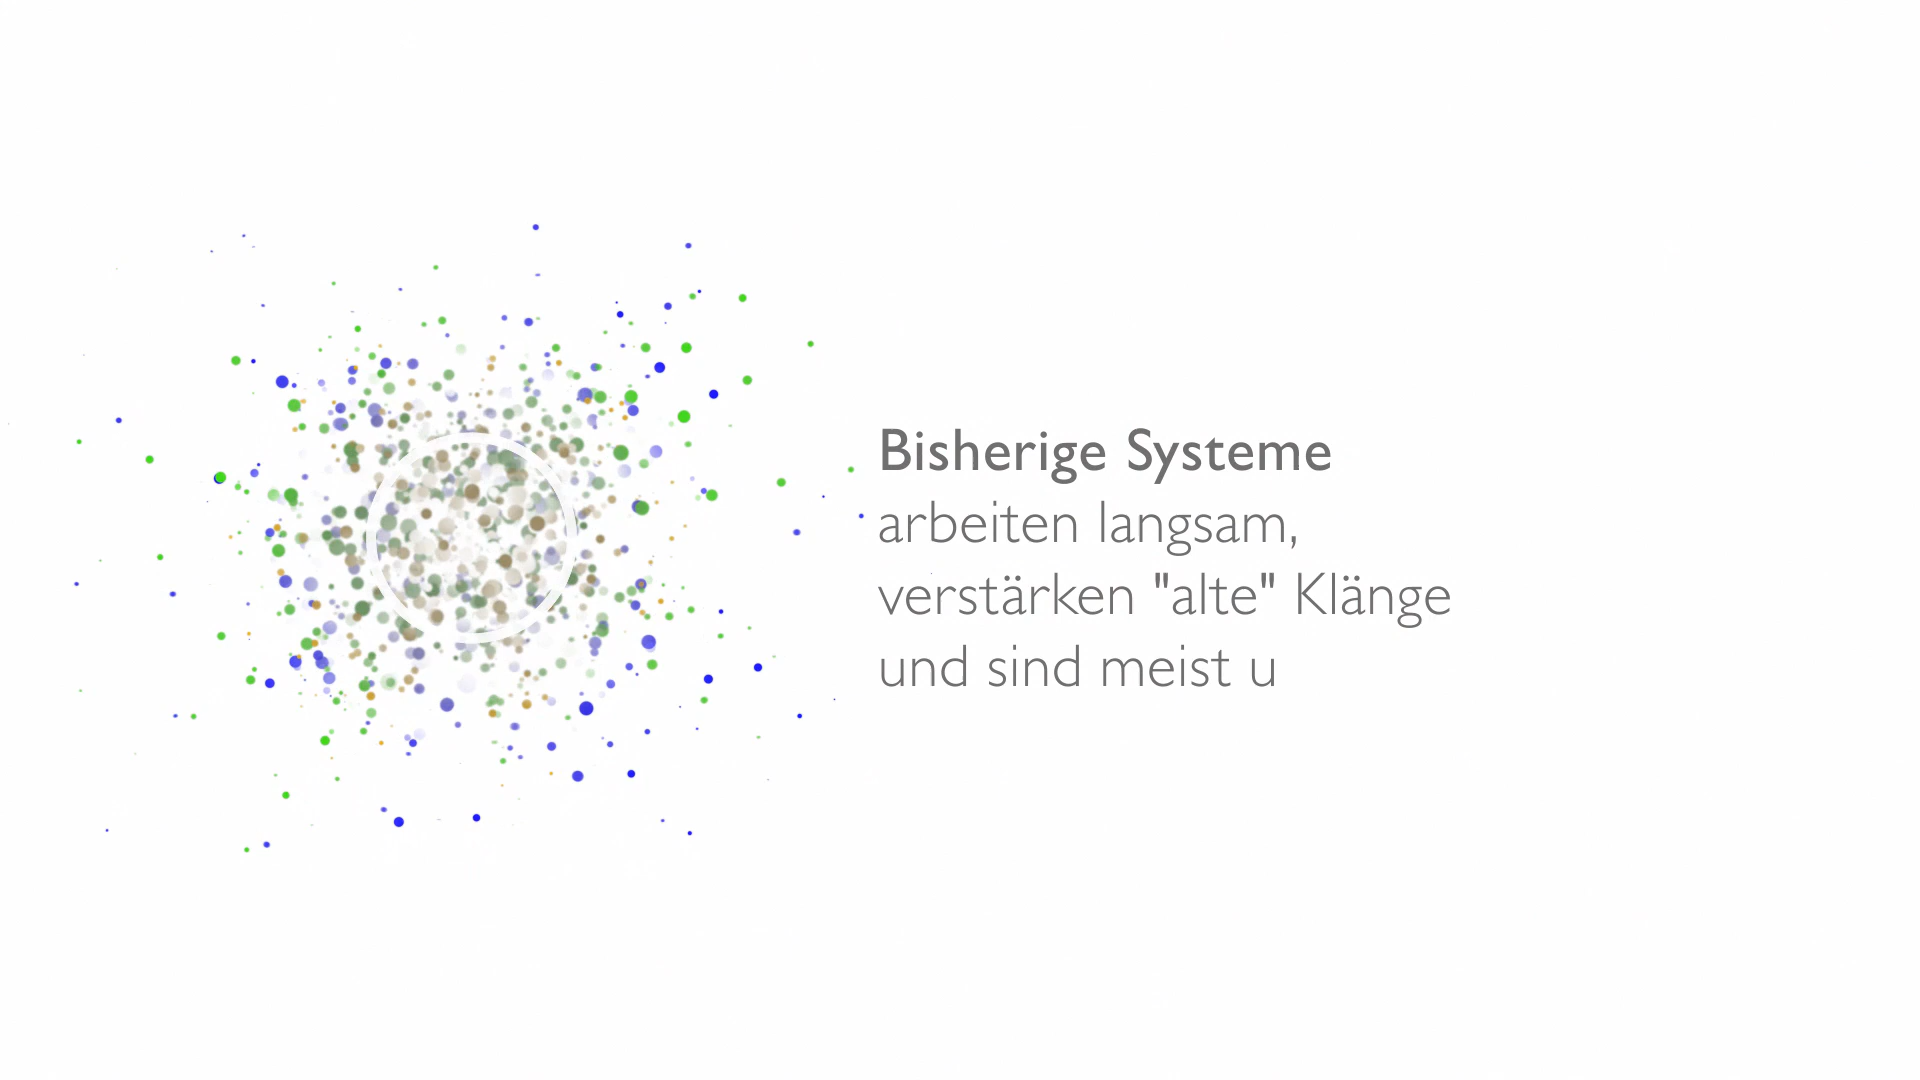 Bisherige Systeme
arbeiten langsam,
verstärken "alte" Klänge
und sind meist u